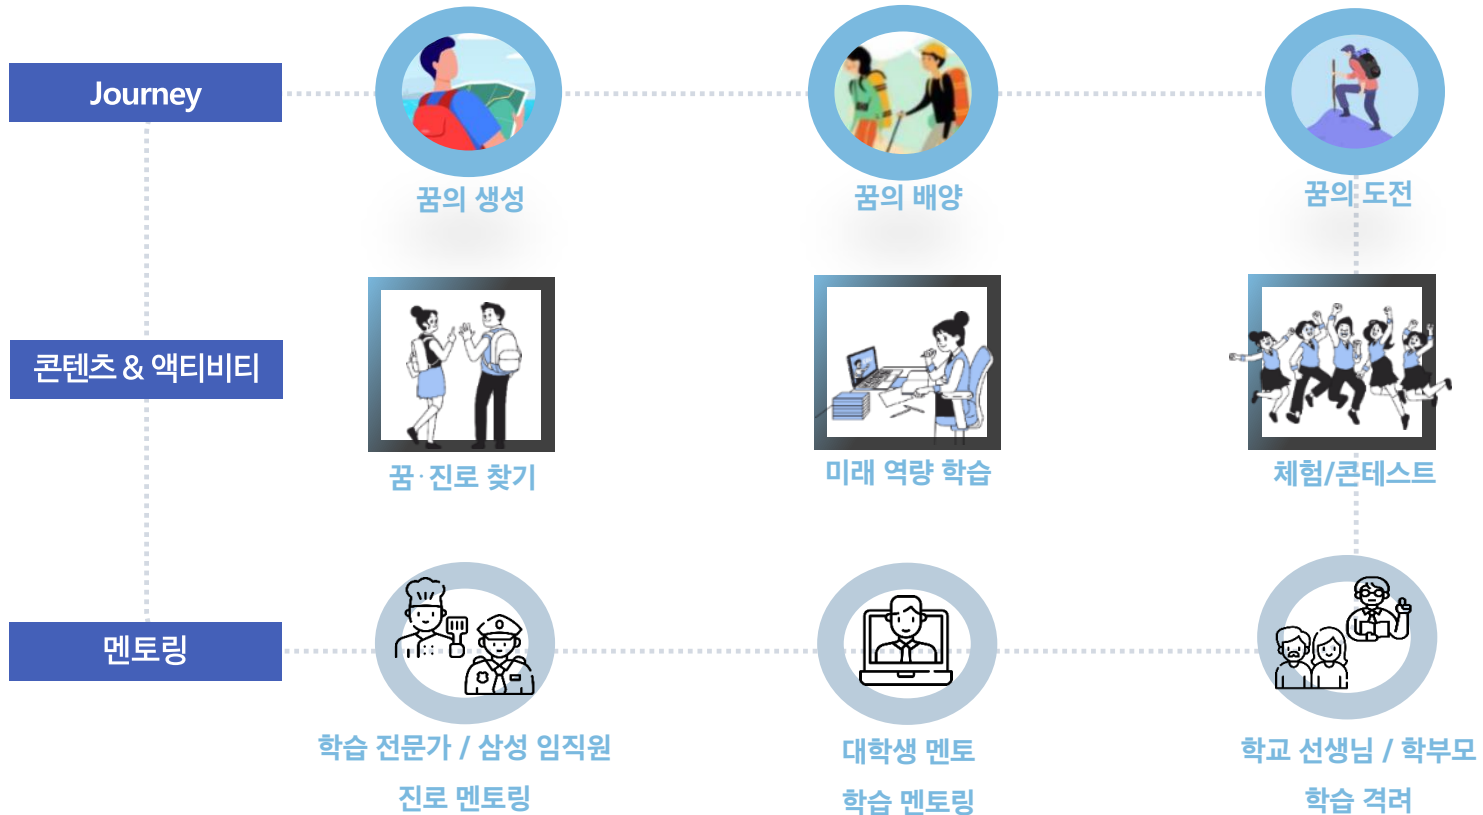 Journey
꿈의 생성
꿈의 배양
꿈의 도전
콘텐츠 & 액티비티
꿈·진로 찾기
미래 역량 학습
체험/콘테스트
멘토링
학습 전문가 / 삼성 임직원
진로 멘토링
대학생 멘토
학습 멘토링
학교 선생님 / 학부모
학습 격려